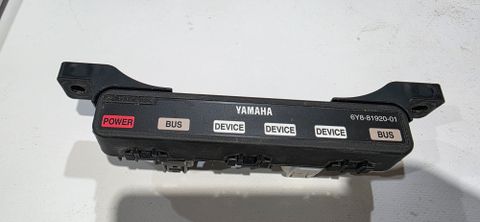 YAMAHA
6Y8-81920-01
POWER BUS DEVICE DEVICE DEVICE BUS